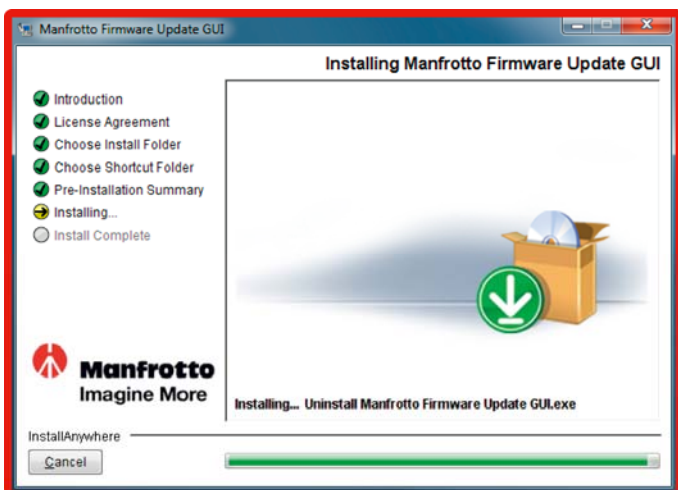 Manfrotto Firmware Update GUI
Installing Manfrotto Firmware Update GUI
Introduction
License Agreement
Choose Install Folder
Choose Shortcut Folder
Pre-Installation Summary
Installing...
Install Complete
Manfrotto
Imagine More
Installing... Uninstall Manfrotto Firmware Update GUI.exe
InstallAnywhere
Cancel